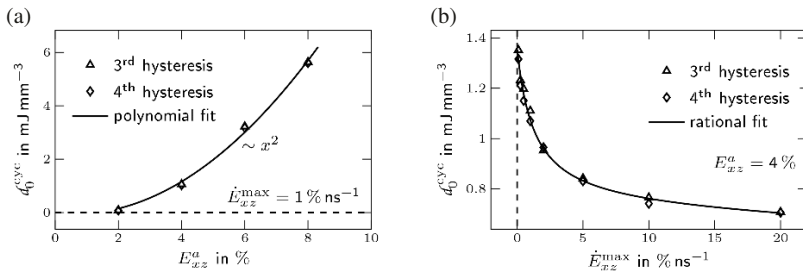 (a)
6
4
2
0
d₀^cyc in mJ mm−3
3rd hysteresis
4th hysteresis
polynomial fit
∼ x²
Ė_xz^max = 1 % ns⁻¹
0 2 4 6 8 10
E_xz^a in %
(b)
1.4
1.2
1
0.8
d₀^cyc in mJ mm−3
3rd hysteresis
4th hysteresis
rational fit
E_xz^a = 4 %
0 5 10 15 20
Ė_xz^max in % ns⁻¹